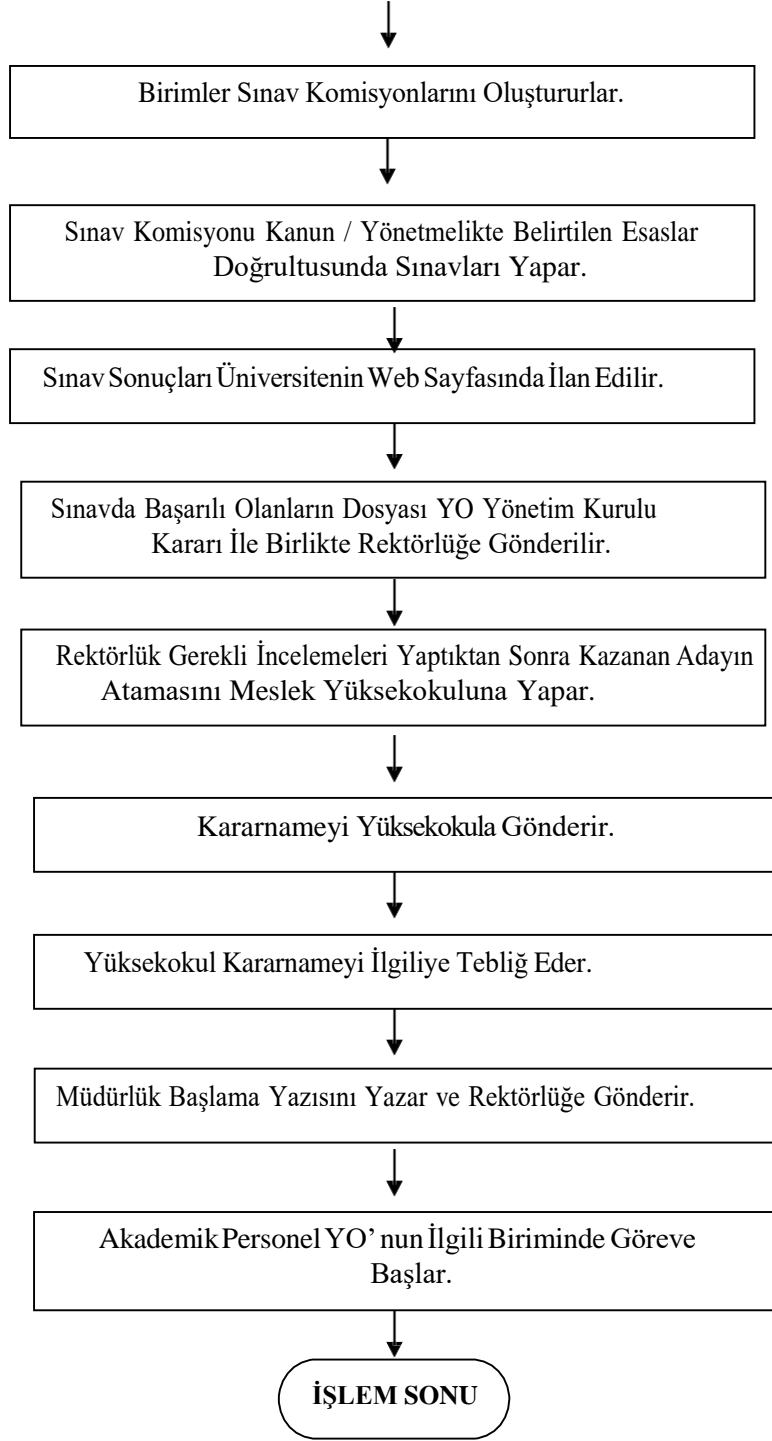 Birimler Sınav Komisyonlarını Oluştururlar.
Sınav Komisyonu Kanun / Yönetmelikte Belirtilen Esaslar
Doğrultusunda Sınavları Yapar.
Sınav Sonuçları Üniversitenin Web Sayfasında İlan Edilir.
Sınavda Başarılı Olanların Dosyası YO Yönetim Kurulu
Kararı İle Birlikte Rektörlüğe Gönderilir.
Rektörlük Gerekli İncelemeleri Yaptıktan Sonra Kazanan Adayın
Atamasını Meslek Yüksekokuluna Yapar.
Kararnameyi Yüksekokula Gönderir.
Yüksekokul Kararnameyi İlgiliye Tebliğ Eder.
Müdürlük Başlama Yazısını Yazar ve Rektörlüğe Gönderir.
Akademik Personel YO’ nun İlgili Biriminde Göreve
Başlar.
İŞLEM SONU